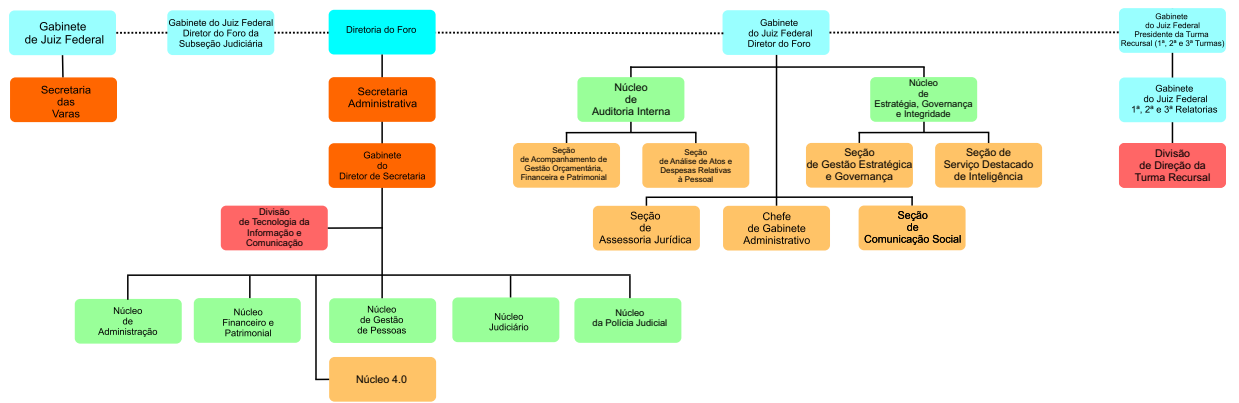 Gabinete
de Juiz Federal
Gabinete do Juiz Federal
Diretor do Foro da
Subseção Judiciária
Diretoria do Foro
Gabinete
do Juiz Federal
Diretor do Foro
Gabinete
do Juiz Federal
Presidente da Turma
Recursal (1ª, 2ª e 3ª Turmas)
Secretaria
das
Varas
Secretaria
Administrativa
Núcleo
de
Auditoria Interna
Núcleo
de
Estratégia, Governança
e Integridade
Gabinete
do Juiz Federal
1ª, 2ª e 3ª Relatorias
Gabinete
do
Diretor de Secretaria
Seção
de Acompanhamento de
Gestão Orçamentária,
Financeira e Patrimonial
Seção
de Análise de Atos e
Despesas Relativas
à Pessoal
Seção
de Gestão Estratégica
e Governança
Seção de
Serviço Destacado
de Inteligência
Divisão
de Direção da
Turma Recursal
Divisão
de Tecnologia da
Informação e
Comunicação
Seção
de
Assessoria Jurídica
Chefe
de Gabinete
Administrativo
Seção
de
Comunicação Social
Núcleo
de
Administração
Núcleo
Financeiro e
Patrimonial
Núcleo
de Gestão
de Pessoas
Núcleo
Judiciário
Núcleo
da Polícia Judicial
Núcleo 4.0